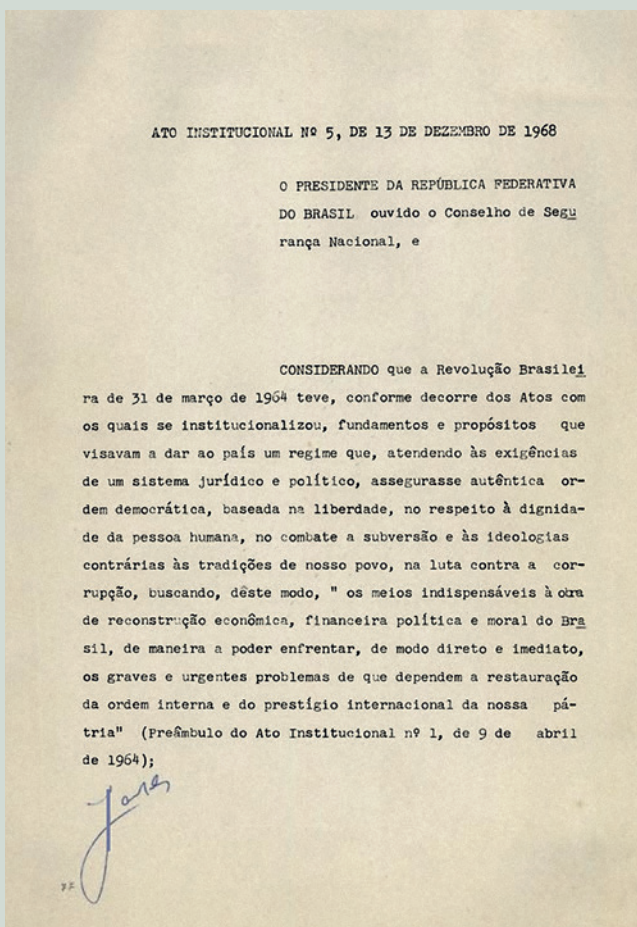 ATO INSTITUCIONAL Nº 5, DE 13 DE DEZEMBRO DE 1968
O PRESIDENTE DA REPÚBLICA FEDERATIVA
DO BRASIL ouvido o Conselho de Segu
rança Nacional, e
CONSIDERANDO que a Revolução Brasilei
ra de 31 de março de 1964 teve, conforme decorre dos Atos com
os quais se institucionalizou, fundamentos e propósitos que
visavam a dar ao país um regime que, atendendo às exigências
de um sistema jurídico e político, assegurasse autêntica or-
dem democrática, baseada na liberdade, no respeito à dignida-
de da pessoa humana, no combate a subversão e às ideologias
contrárias às tradições de nosso povo, na luta contra a cor-
rupção, buscando, dêste modo, " os meios indispensáveis à obra
de reconstrução econômica, financeira política e moral do Bra
sil, de maneira a poder enfrentar, de modo direto e imediato,
os graves e urgentes problemas de que dependem a restauração
da ordem interna e do prestígio internacional da nossa pá-
tria" (Preâmbulo do Ato Institucional nº 1, de 9 de abril
de 1964);